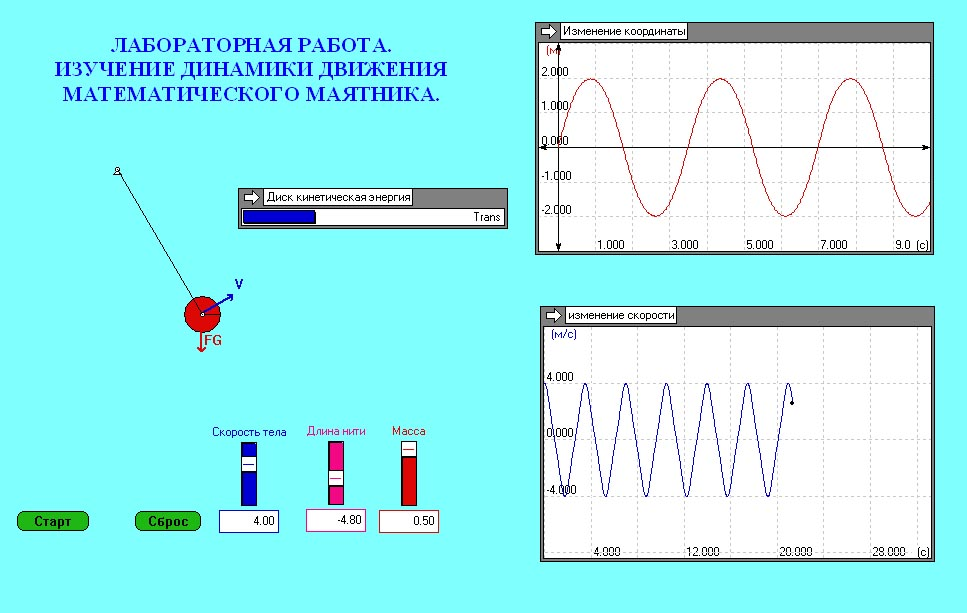 ЛАБОРАТОРНАЯ РАБОТА.
ИЗУЧЕНИЕ ДИНАМИКИ ДВИЖЕНИЯ
МАТЕМАТИЧЕСКОГО МАЯТНИКА.
Изменение координаты
(м
2.000
1.000
0.000
-1.000
-2.000
1.000 3.000 5.000 7.000 9.0 (с)
Диск кинетическая энергия
Trans
V
FG
изменение скорости
(м/с)
4.000
0.000
-4.000
4.000 12.000 20.000 28.000 (с)
Скорость тела Длина нити Масса
4.00 -4.80 0.50
Старт Сброс